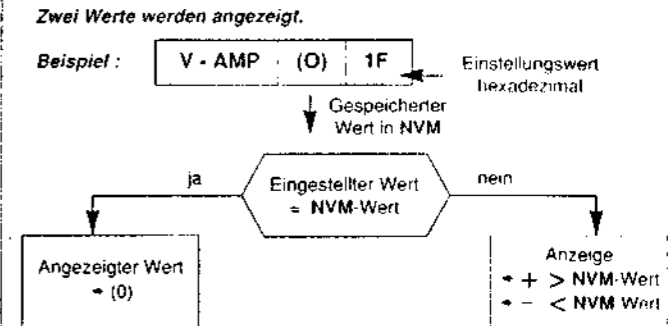 Zwei Werte werden angezeigt.
Beispiel :
V - AMP (O) 1F
Einstellungswert
hexadezimal
Gespeicherter
Wert in NVM
ja
Eingestellter Wert
= NVM-Wert
nein
Angezeigter Wert
(0)
Anzeige
+ > NVM-Wert
− < NVM Wert